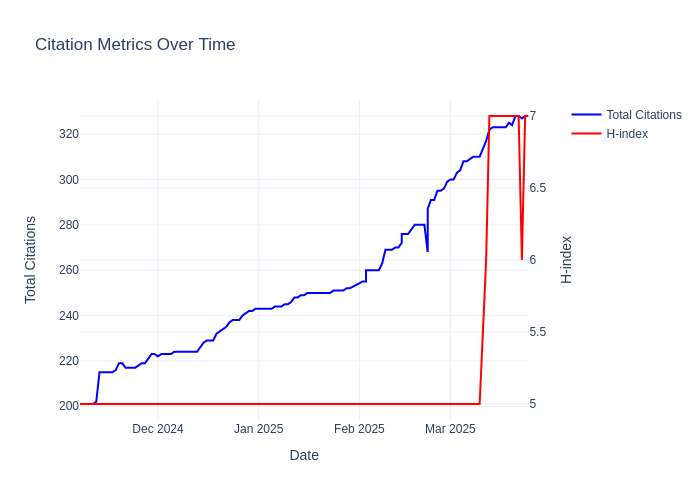 Citation Metrics Over Time
Total Citations
H-index
320
300
280
260
240
220
200
7
6.5
6
5.5
5
Dec 2024
Jan 2025
Feb 2025
Mar 2025
Date
Total Citations
H-index